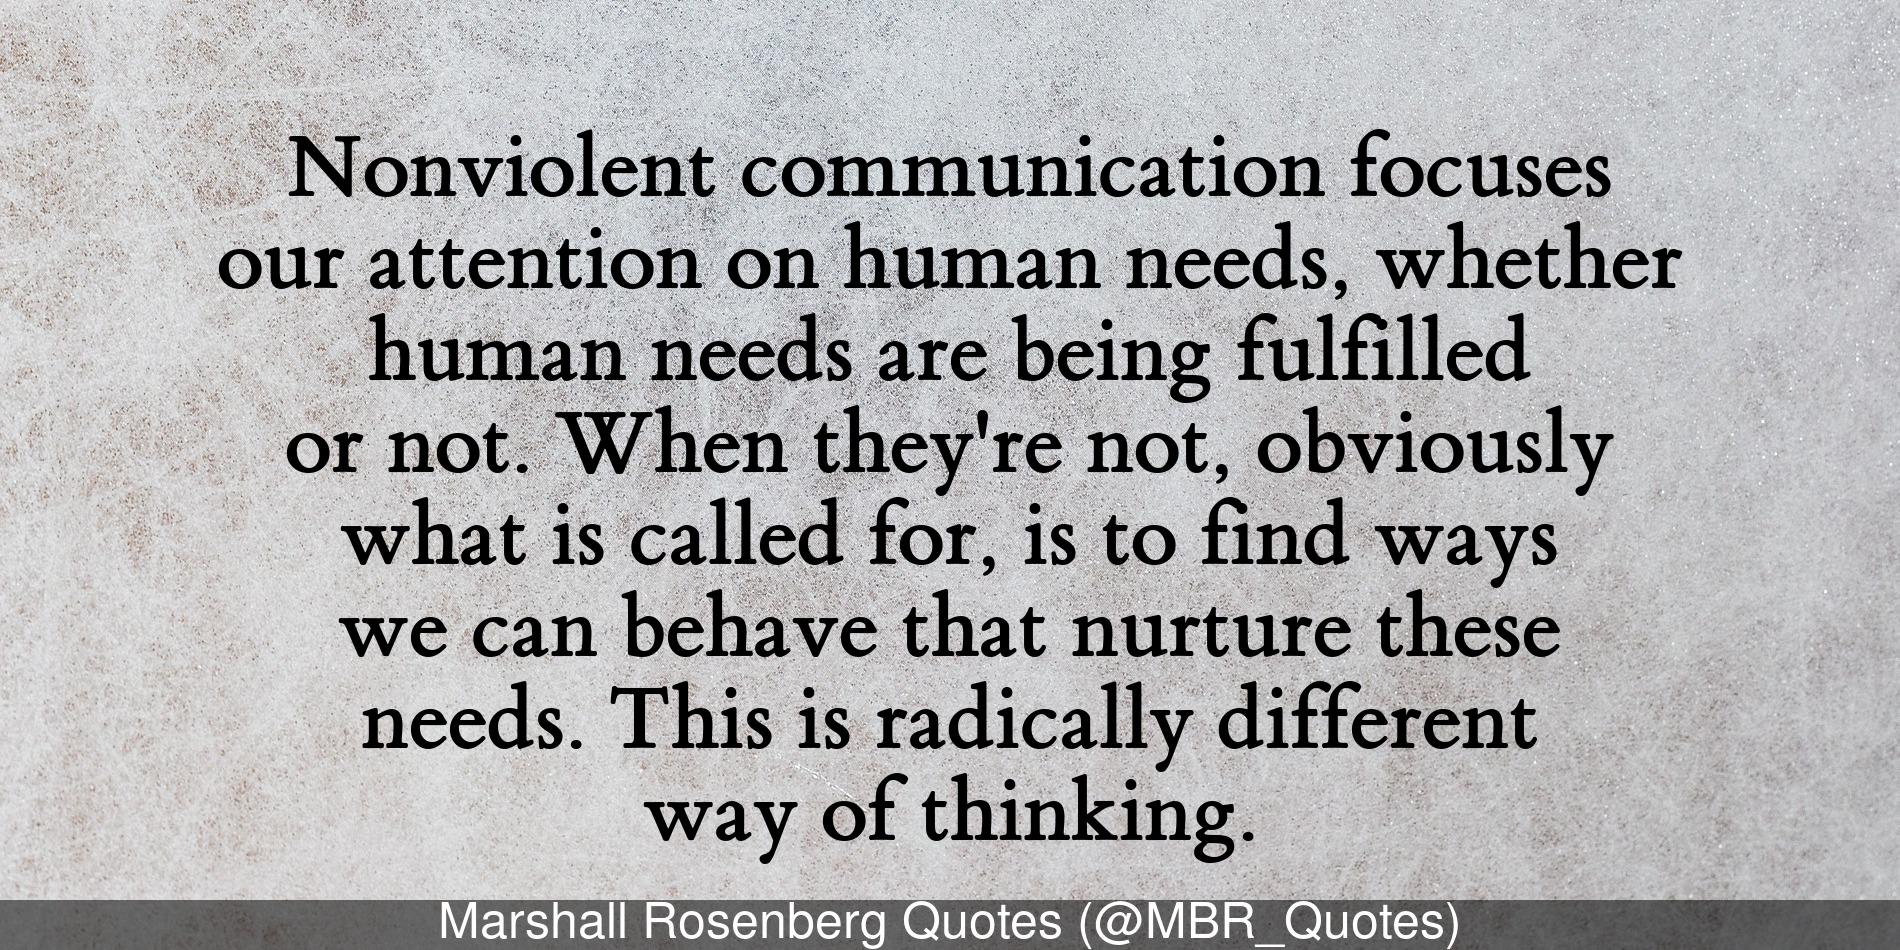 Nonviolent communication focuses
our attention on human needs, whether
human needs are being fulfilled
or not. When they're not, obviously
what is called for, is to find ways
we can behave that nurture these
needs. This is radically different
way of thinking.
Marshall Rosenberg Quotes (@MBR_Quotes)